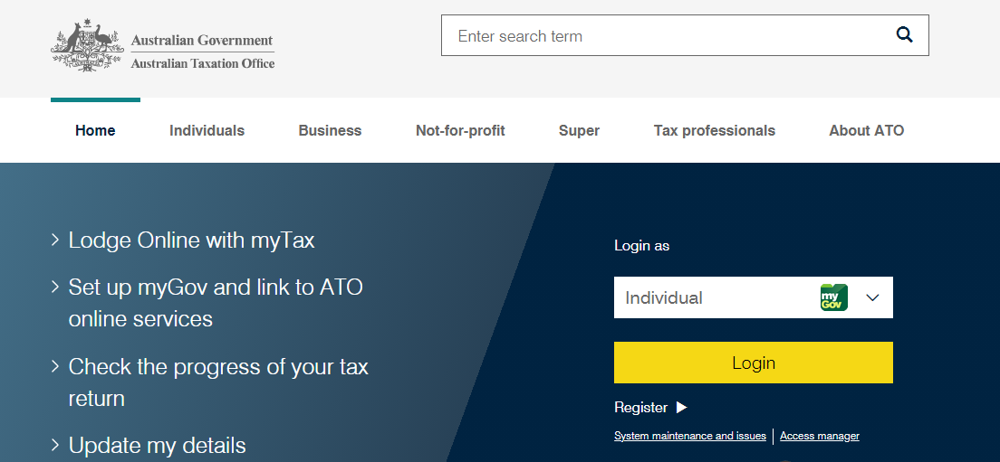 Australian Government
Australian Taxation Office
Enter search term
Home Individuals Business Not-for-profit Super Tax professionals About ATO
Lodge Online with myTax
Set up myGov and link to ATO
online services
Check the progress of your tax
return
Update my details
Login as
Individual
my
Gov
Login
Register
System maintenance and issues Access manager